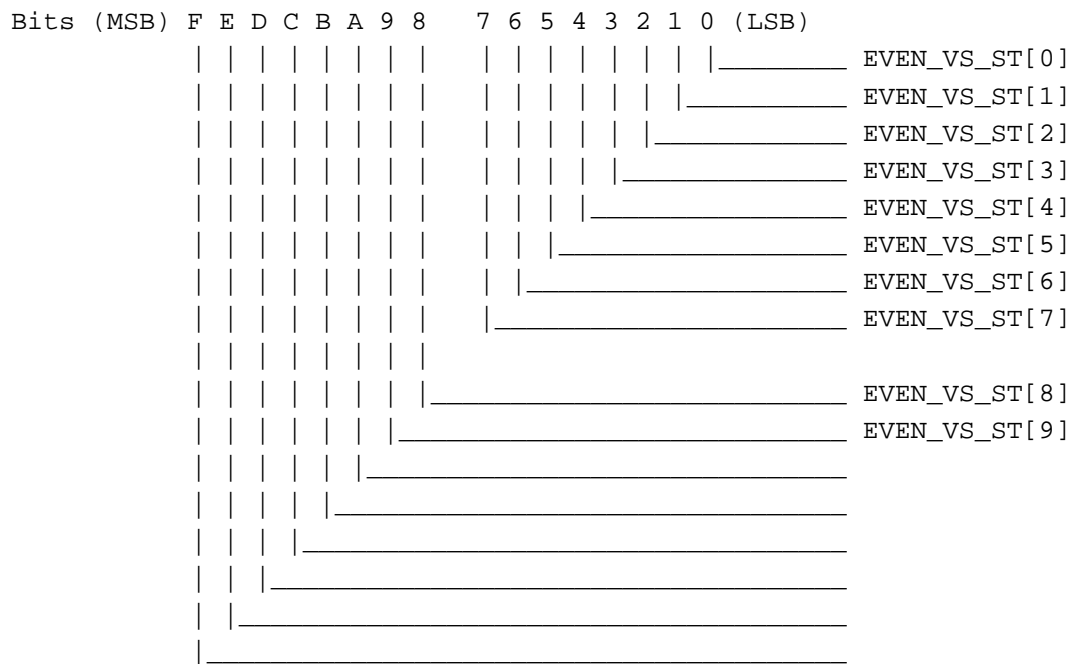 Bits (MSB) F E D C B A 9 8 7 6 5 4 3 2 1 0 (LSB)
EVEN_VS_ST[0]
EVEN_VS_ST[1]
EVEN_VS_ST[2]
EVEN_VS_ST[3]
EVEN_VS_ST[4]
EVEN_VS_ST[5]
EVEN_VS_ST[6]
EVEN_VS_ST[7]
EVEN_VS_ST[8]
EVEN_VS_ST[9]